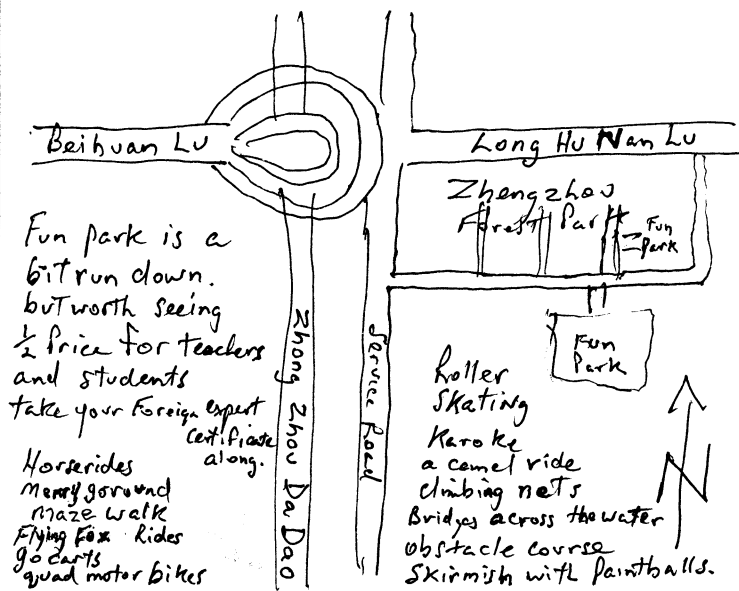 Beihuan Lu
Long Hu Nan Lu
Zhengzhou
Forest Park
Fun
Park
Fun Park is a
bit run down.
but worth seeing
1/2 Price for teachers
and students
take your Foreign expert
certificate
along.
Horserides
merry goround
maze walk
Flying Fox Rides
go carts
quad motor bikes
Zhong Zhou Da Dao
Service Road
Fun
Park
Roller
Skating
Karoke
a camel ride
climbing nets
Bridges across the water
obstacle course
Skirmish with Paintballs.
N